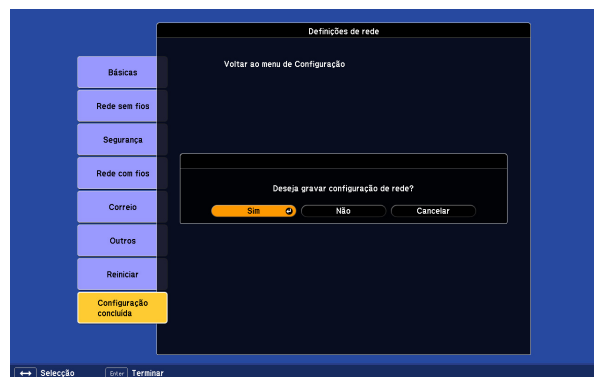 Definições de rede
Voltar ao menu de Configuração
Básicas
Rede sem fios
Segurança
Rede com fios
Correio
Outros
Reiniciar
Configuração
concluída
Deseja gravar configuração de rede?
Sim Não Cancelar
Selecção Enter Terminar